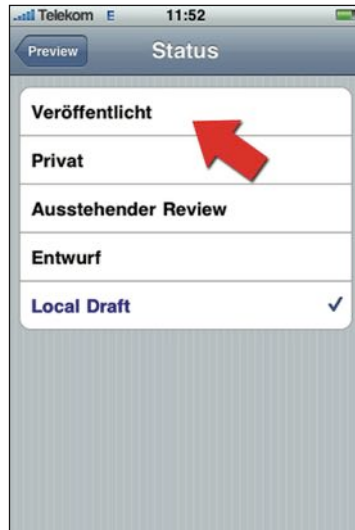 Telekom E 11:52
Preview Status
Veröffentlicht
Privat
Ausstehender Review
Entwurf
Local Draft